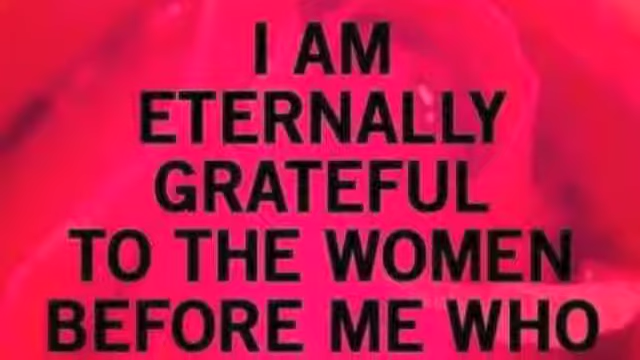 I AM
ETERNALLY
GRATEFUL
TO THE WOMEN
BEFORE ME WHO